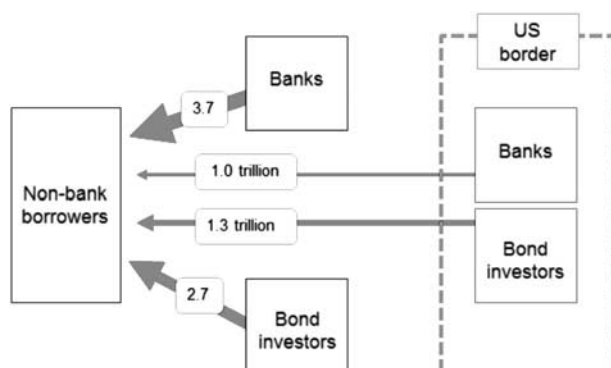 US
border
Banks
3.7
Banks
1.0 trillion
Non-bank
borrowers
1.3 trillion
Bond
investors
2.7
Bond
investors